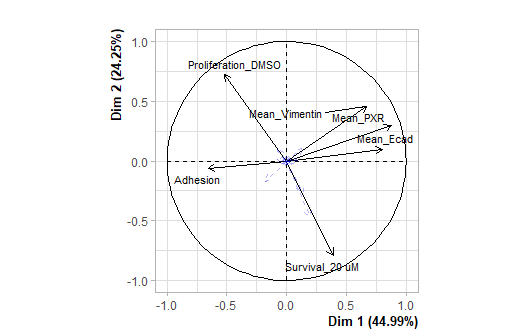 1.0
Proliferation_DMSO
0.5
Mean_Vimentin
Mean_PXR
Mean_Ecad
0.0
Adhesion
-0.5
Survival_20 uM
-1.0
-1.0 -0.5 0.0 0.5 1.0
Dim 1 (44.99%)
Dim 2 (24.25%)